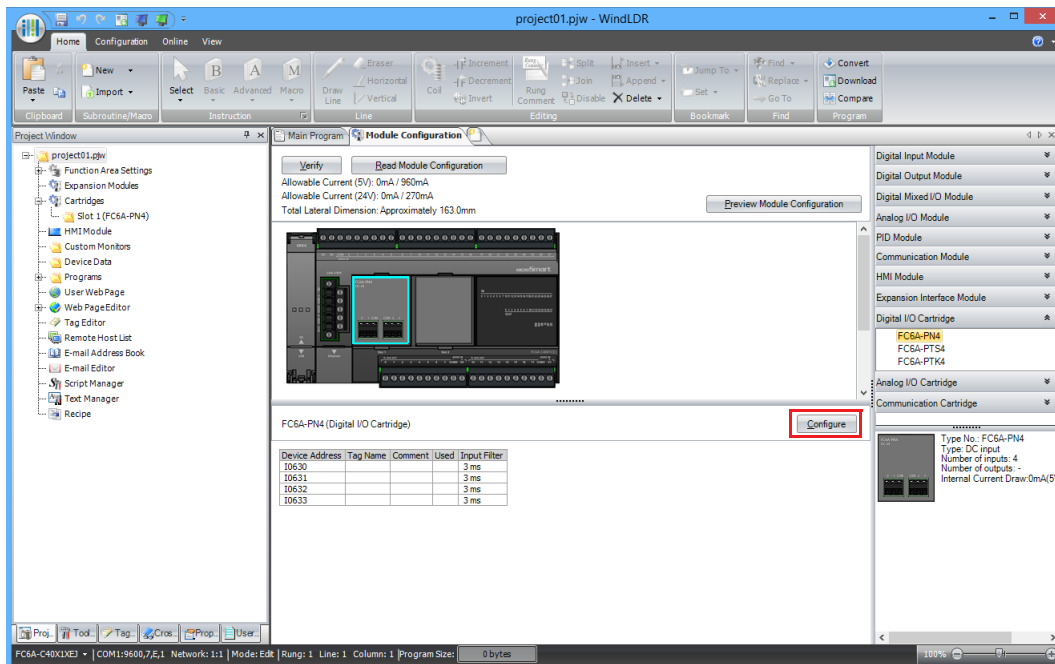 project01.pjw - WindLDR
Home Configuration Online View
Paste
Clipboard
New
Import
Subroutine/Macro
Select
B Basic
A Advanced
M Macro
Instruction
Draw Line
Eraser
Horizontal
Vertical
Line
Coil
Increment
Decrement
Invert
Rung Comment
Split
Join
Disable
Insert
Append
Delete
Editing
Jump To
Set
Bookmark
Find
Replace
Go To
Find
Convert
Download
Compare
Program
Project Window
project01.pjw
Function Area Settings
Expansion Modules
Cartridges
Slot 1 (FC6A-PN4)
HMI Module
Custom Monitors
Device Data
Programs
User Web Page
Web Page Editor
Tag Editor
Remote Host List
E-mail Address Book
E-mail Editor
Script Manager
Text Manager
Recipe
Proj... Tool... Tag... Cros... Prop... User...
Main Program Module Configuration
Verify Read Module Configuration
Allowable Current (5V): 0mA / 960mA
Allowable Current (24V): 0mA / 270mA
Total Lateral Dimension: Approximately 163.0mm
Preview Module Configuration
FC6A-PN4 (Digital I/O Cartridge)
Configure
Device Address Tag Name Comment Used Input Filter
I0630 3 ms
I0631 3 ms
I0632 3 ms
I0633 3 ms
Digital Input Module
Digital Output Module
Digital Mixed I/O Module
Analog I/O Module
PID Module
Communication Module
HMI Module
Expansion Interface Module
Digital I/O Cartridge
FC6A-PN4
FC6A-PTS4
FC6A-PTK4
Analog I/O Cartridge
Communication Cartridge
Type No.: FC6A-PN4
Type: DC input
Number of inputs: 4
Number of outputs: -
Internal Current Draw:0mA(5V
FC6A-C40X1XEJ COM1:9600,7,E,1 Network: 1:1 Mode: Edit Rung: 1 Line: 1 Column: 1 Program Size: 0 bytes 100%